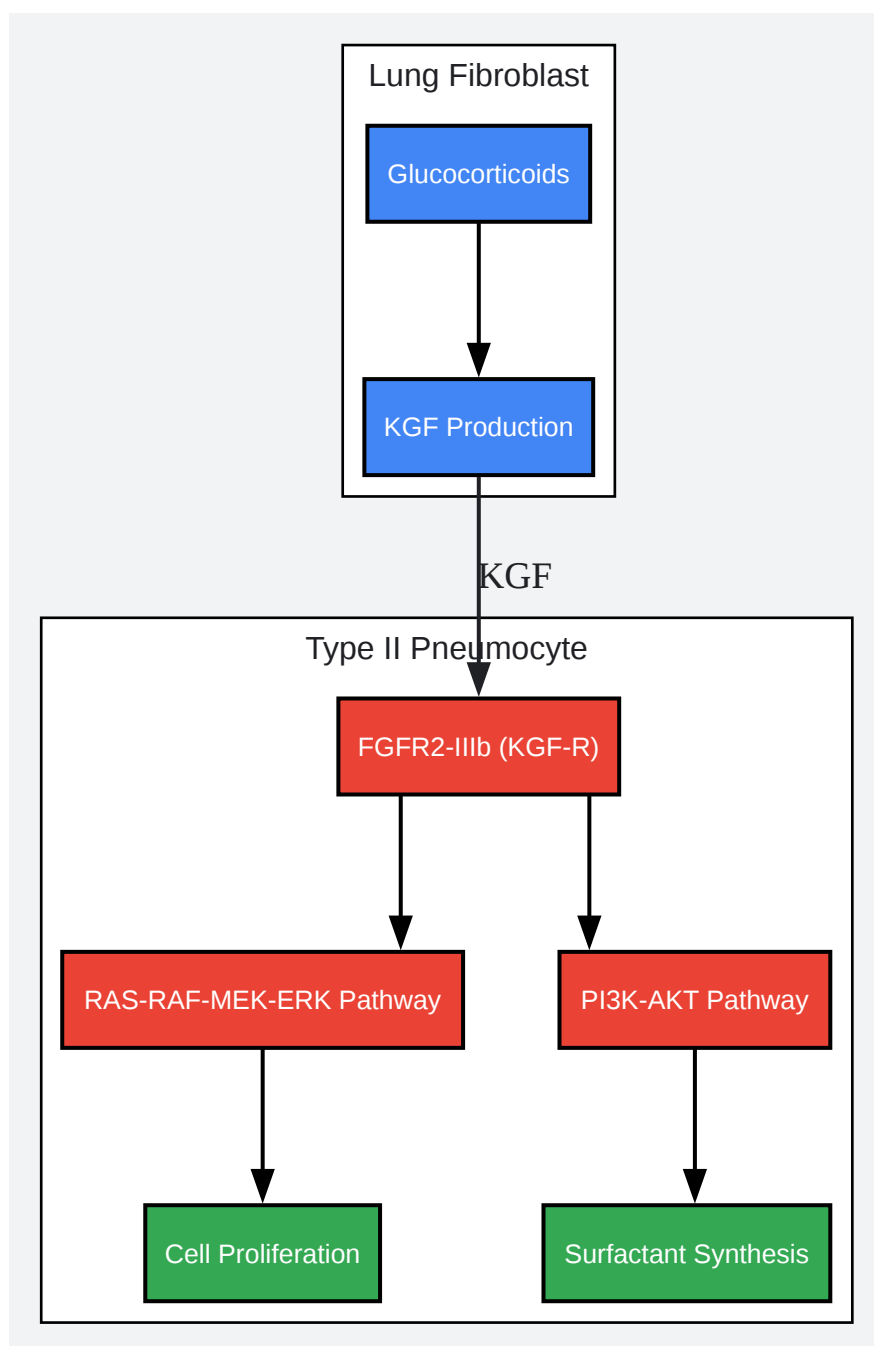 Lung Fibroblast
Glucocorticoids
KGF Production
KGF
Type II Pneumocyte
FGFR2-IIIb (KGF-R)
RAS-RAF-MEK-ERK Pathway
PI3K-AKT Pathway
Cell Proliferation
Surfactant Synthesis